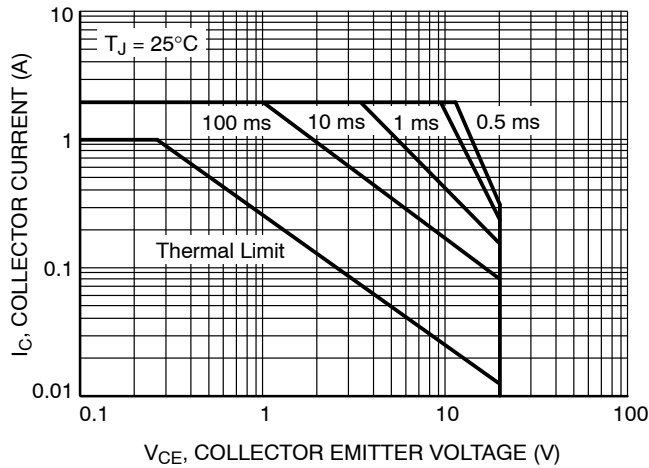 10
T_J = 25°C
1
0.1
0.01
I_C, COLLECTOR CURRENT (A)
100 ms
10 ms
1 ms
0.5 ms
Thermal Limit
0.1
1
10
100
V_CE, COLLECTOR EMITTER VOLTAGE (V)